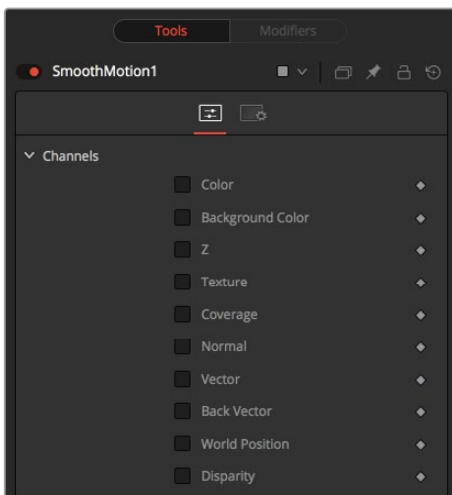 Tools
Modifiers
SmoothMotion1
Channels
Color
Background Color
Z
Texture
Coverage
Normal
Vector
Back Vector
World Position
Disparity